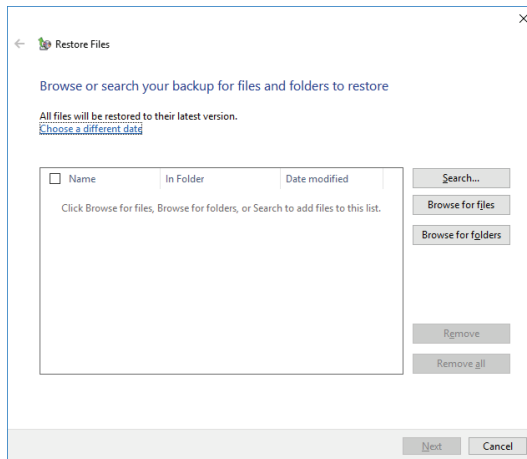 Restore Files
Browse or search your backup for files and folders to restore
All files will be restored to their latest version.
Choose a different date
Name In Folder Date modified
Click Browse for files, Browse for folders, or Search to add files to this list.
Search...
Browse for files
Browse for folders
Remove
Remove all
Next Cancel